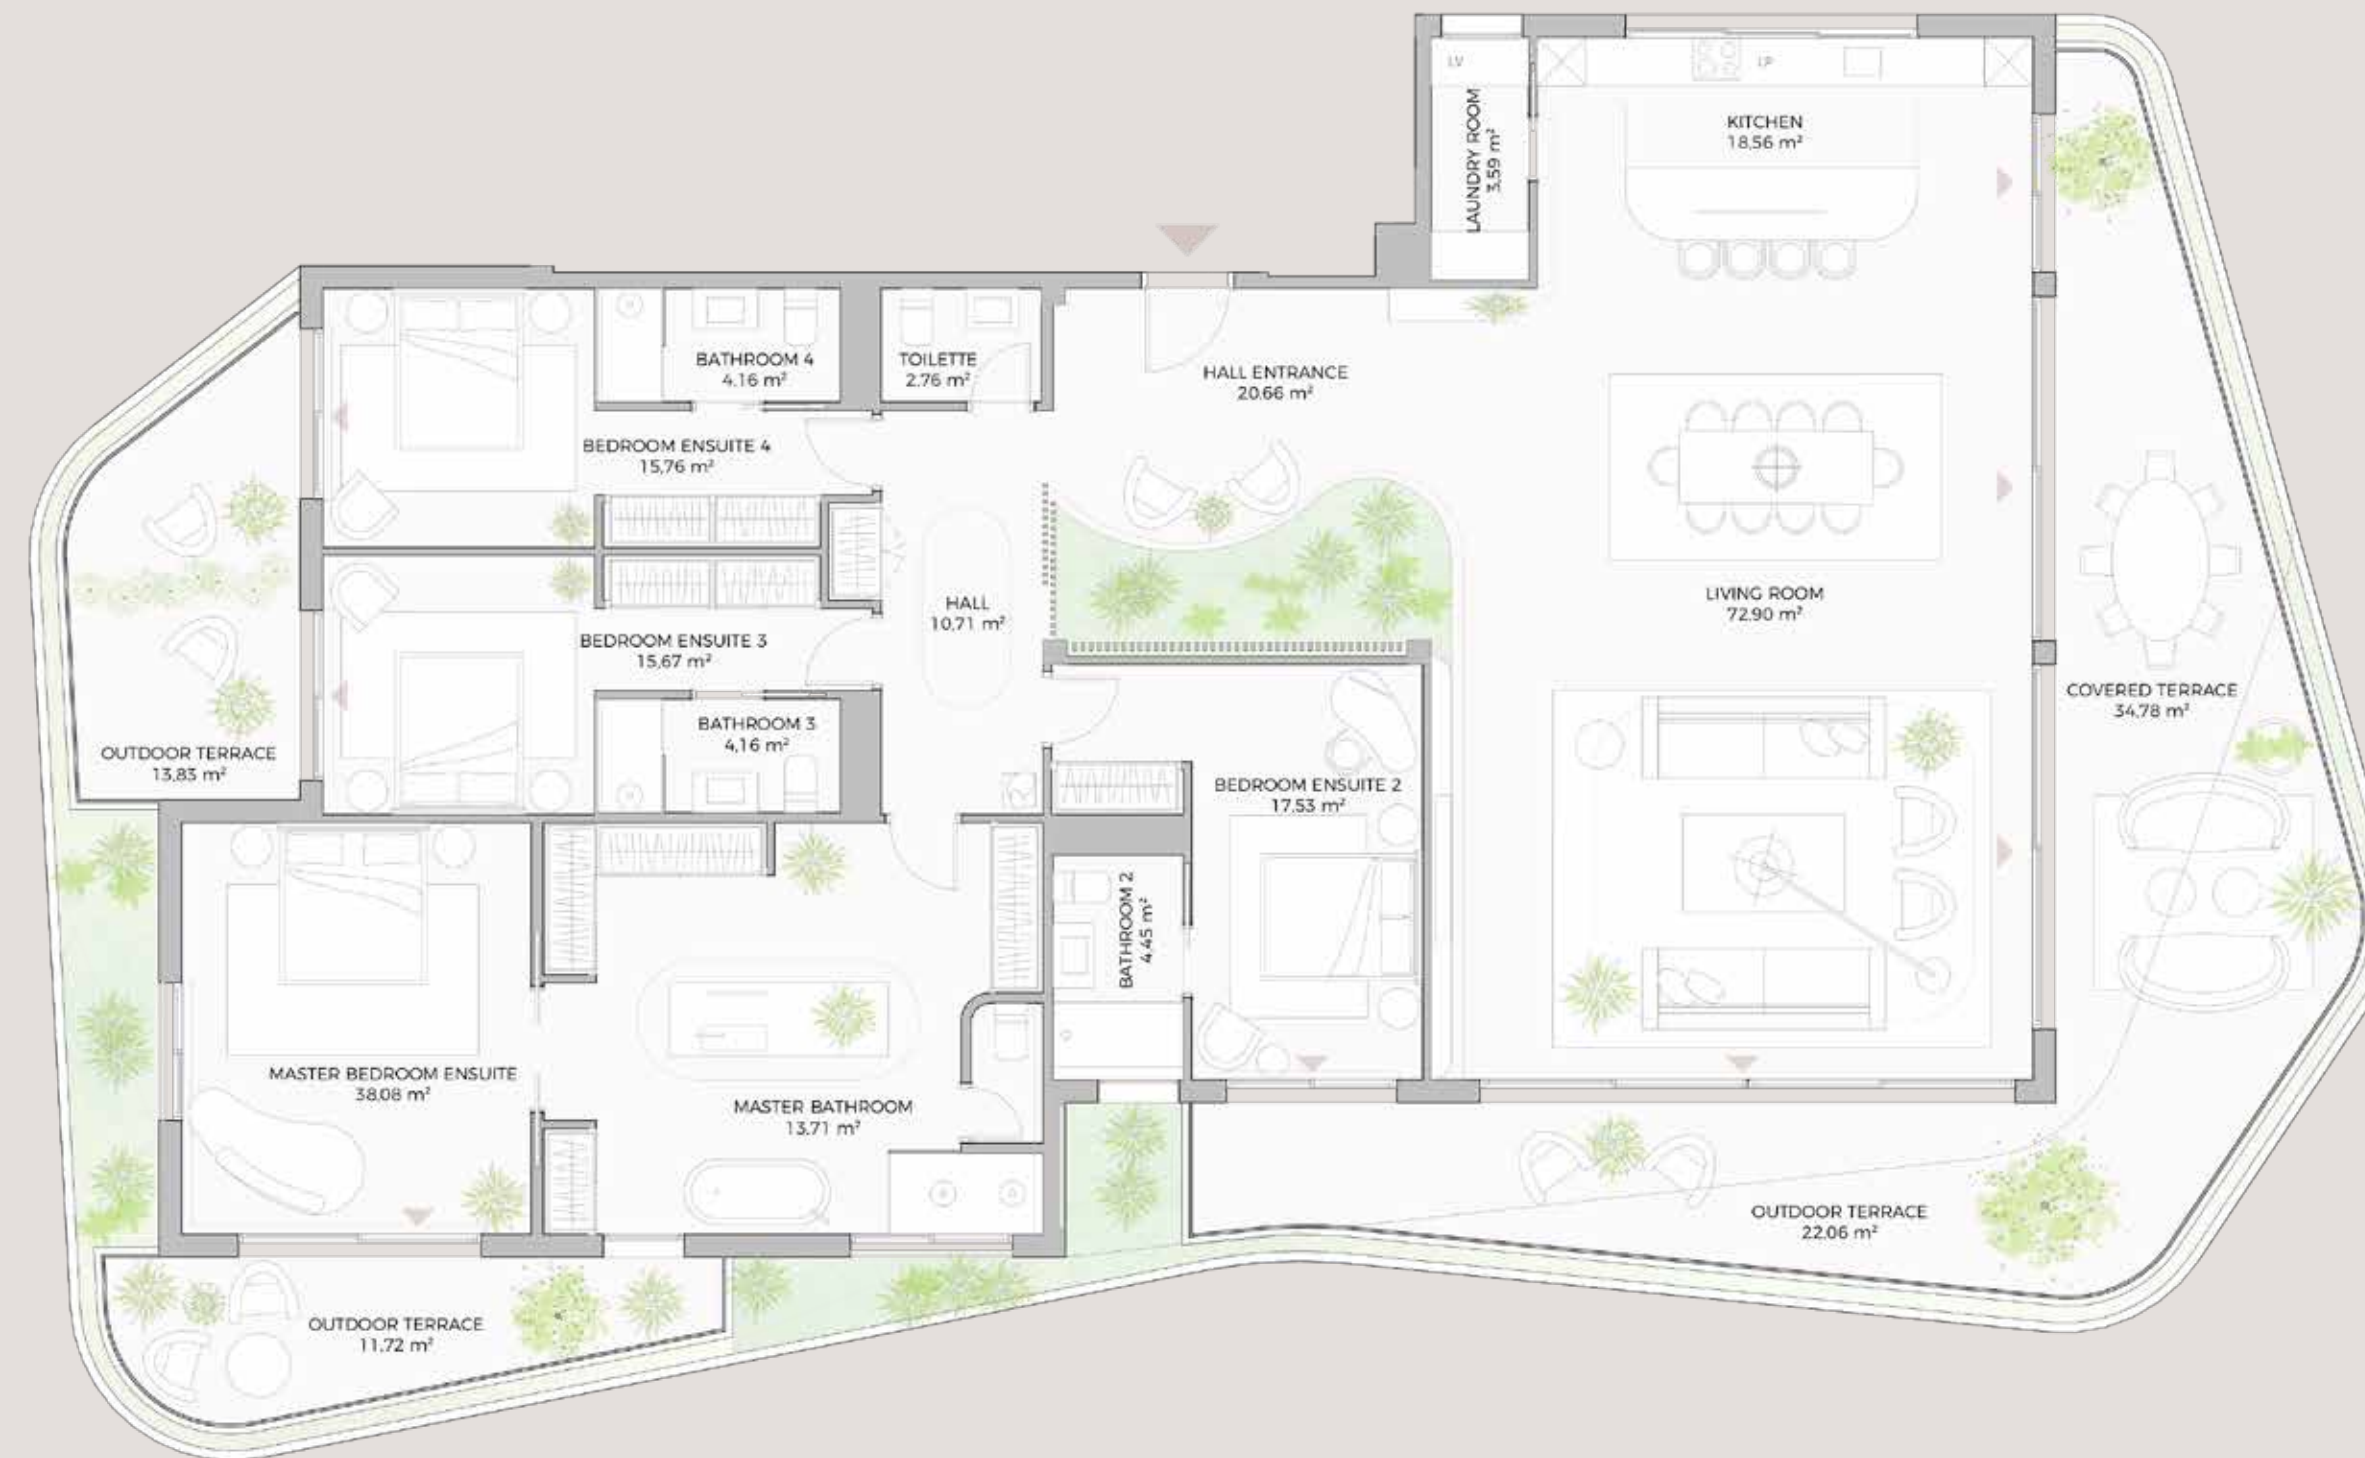 LV
LP
LAUNDRY ROOM
3,59 m²
KITCHEN
18,56 m²
BATHROOM 4
4.16 m²
TOILETTE
2.76 m²
HALL ENTRANCE
20.66 m²
BEDROOM ENSUITE 4
15,76 m²
HALL
10,71 m²
LIVING ROOM
72.90 m²
BEDROOM ENSUITE 3
15,67 m²
BATHROOM 3
4,16 m²
COVERED TERRACE
34,78 m²
OUTDOOR TERRACE
13,83 m²
BEDROOM ENSUITE 2
17,53 m²
BATHROOM 2
4,45 m²
MASTER BEDROOM ENSUITE
38,08 m²
MASTER BATHROOM
13,71 m²
OUTDOOR TERRACE
22,06 m²
OUTDOOR TERRACE
11,72 m²